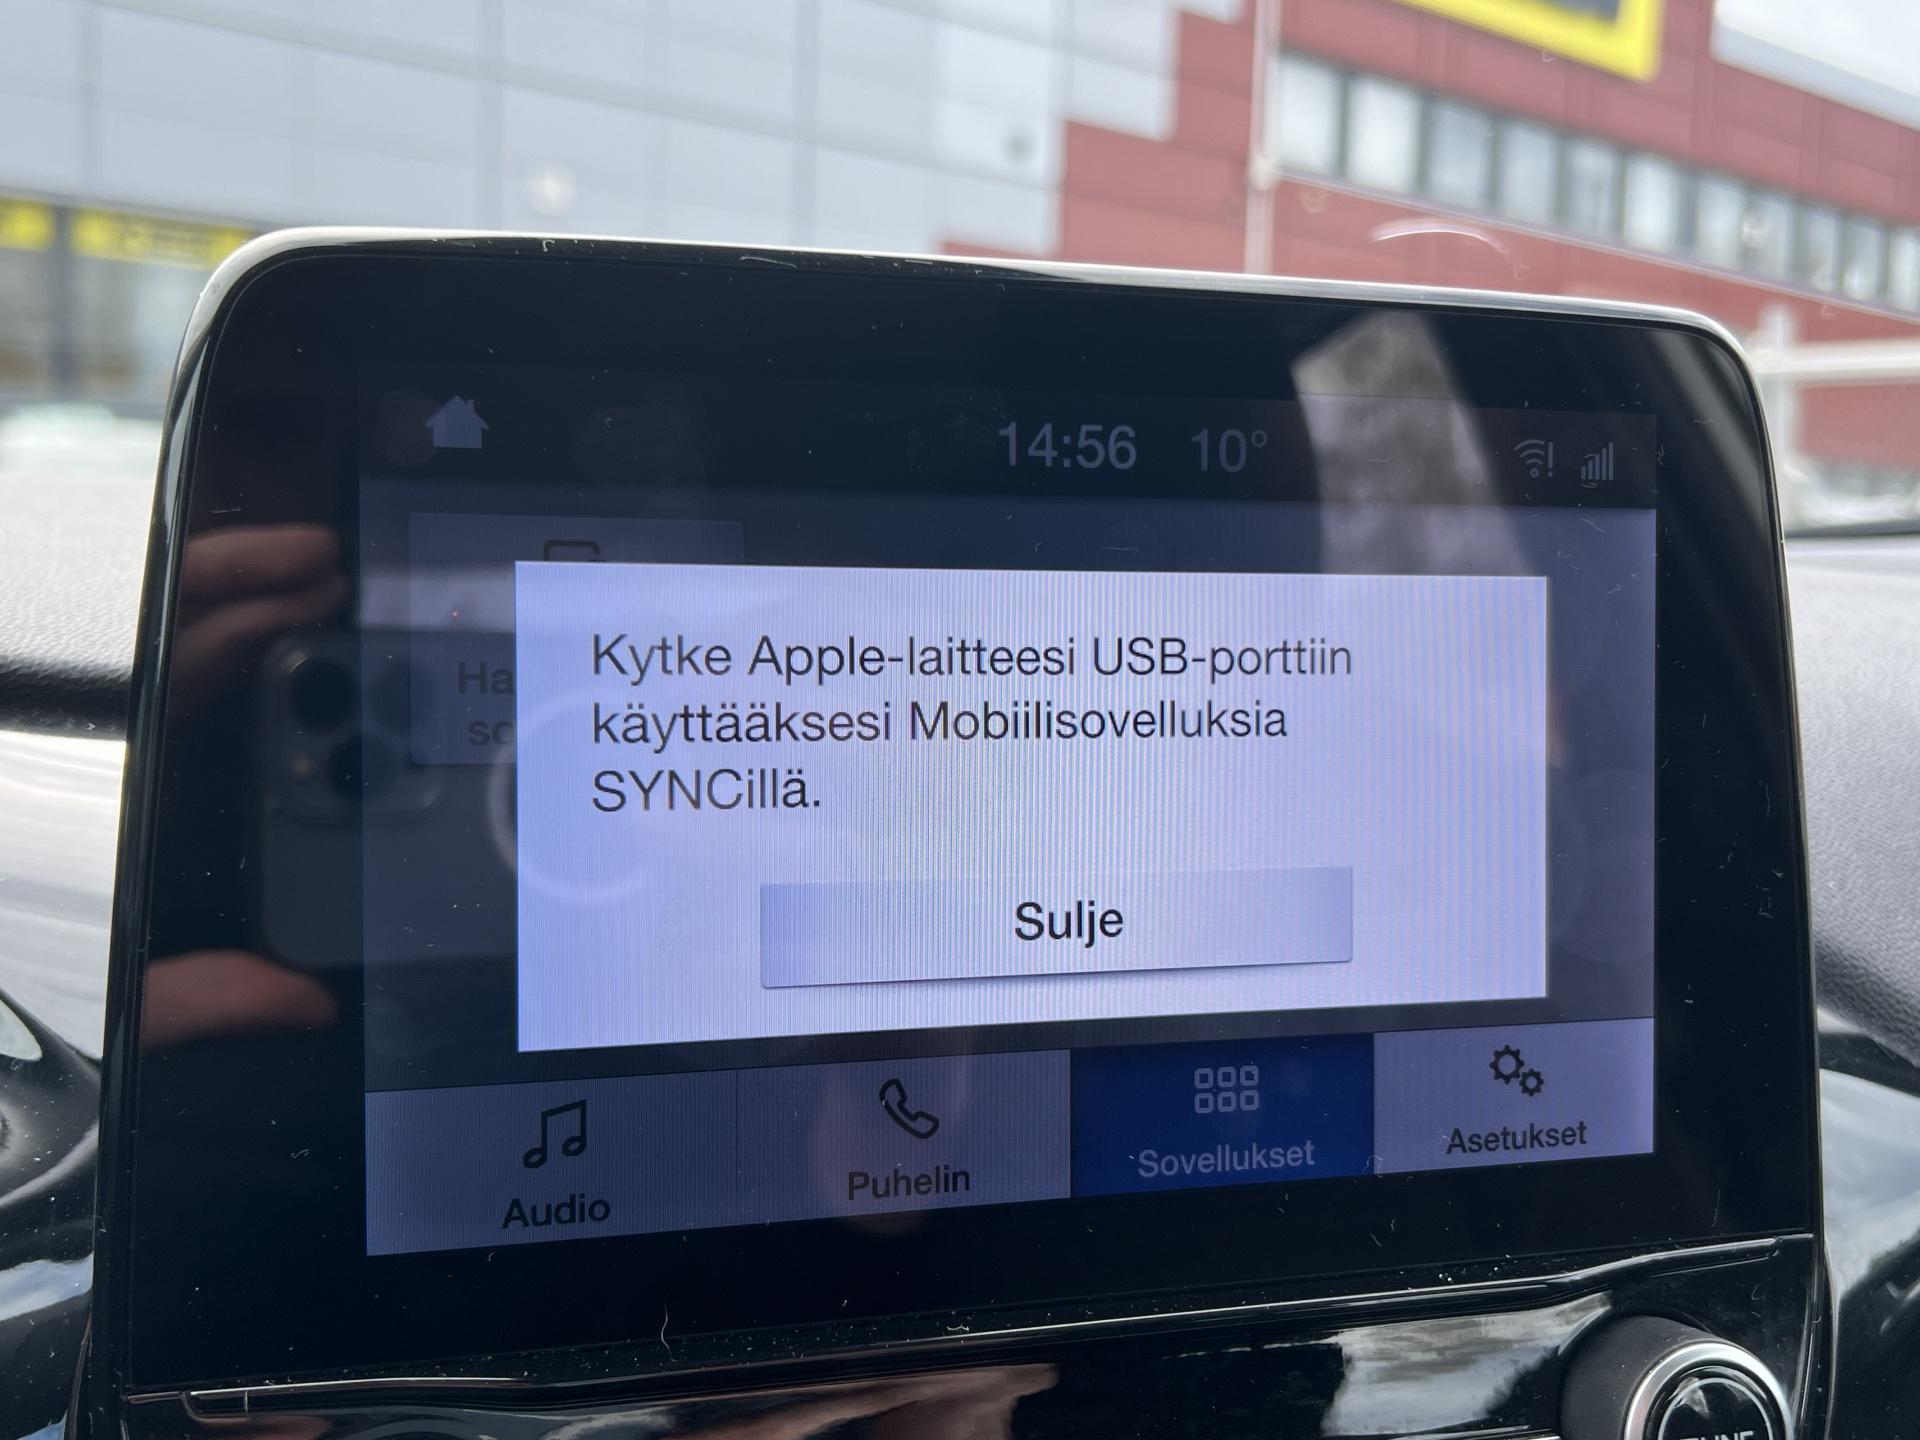 14:56 10°
Kytke Apple-laitteesi USB-porttiin
käyttääksesi Mobiilisovelluksia
SYNCillä.
Sulje
Audio
Puhelin
Sovellukset
Asetukset